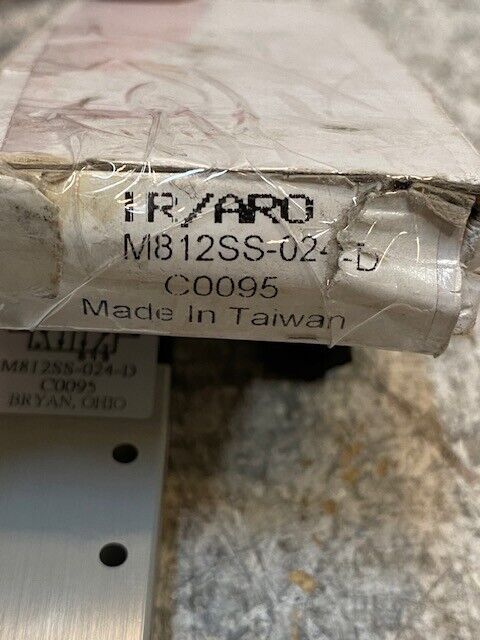 IR/ARO
M812SS-024-D
C0095
Made In Taiwan
M812SS-024-D
C0095
BRYAN, OHIO